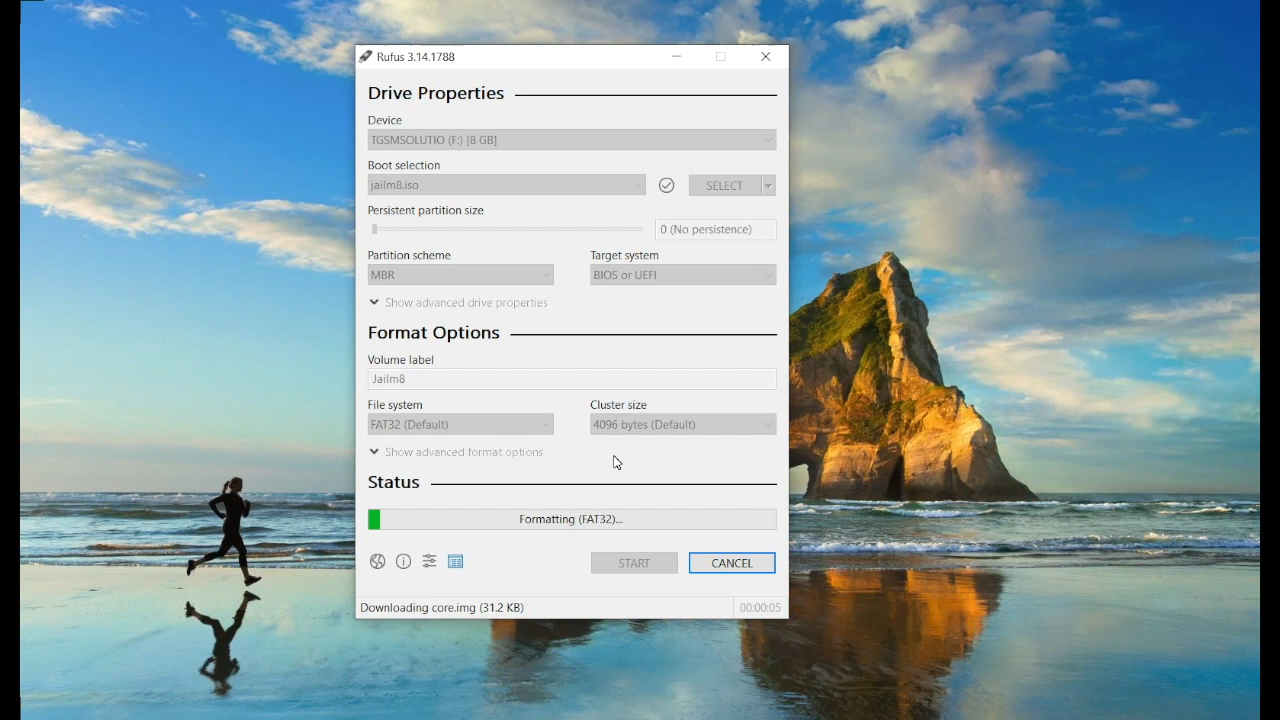 Rufus 3.14.1788
Drive Properties
Device
TGSMSOLUTIO (F:) [8 GB]
Boot selection
jailm8.iso
SELECT
Persistent partition size
0 (No persistence)
Partition scheme
Target system
MBR
BIOS or UEFI
Show advanced drive properties
Format Options
Volume label
Jailm8
File system
Cluster size
FAT32 (Default)
4096 bytes (Default)
Show advanced format options
Status
Formatting (FAT32)...
START
CANCEL
Downloading core.img (31.2 KB)
00:00:05